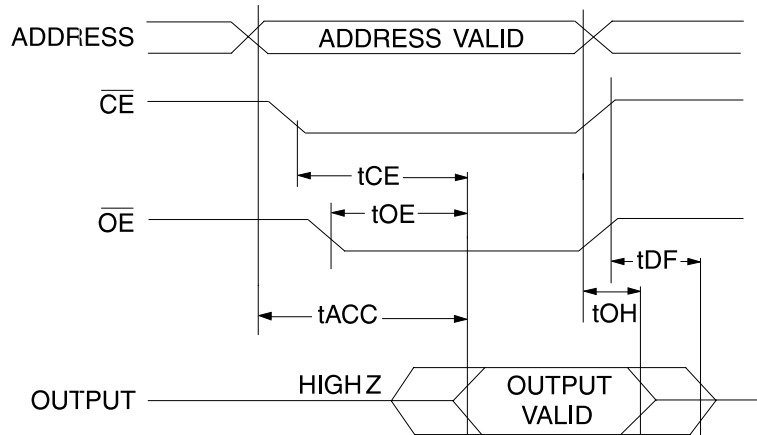 ADDRESS ADDRESS VALID
CE
tCE
OE tOE
tDF
tACC tOH
OUTPUT HIGH Z OUTPUT
VALID